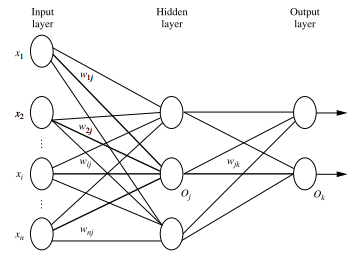 Input layer
Hidden layer
Output layer
x1
w1j
x2
w2j
⋮
xi
wij
wjk
Oj
Ok
⋮
xn
wnj